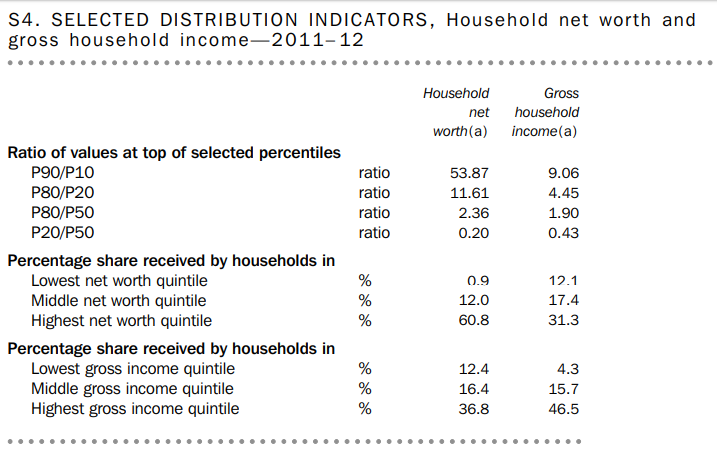 S4. SELECTED DISTRIBUTION INDICATORS, Household net worth and
gross household income—2011–12
Household net worth(a) Gross household income(a)
Ratio of values at top of selected percentiles
P90/P10 ratio 53.87 9.06
P80/P20 ratio 11.61 4.45
P80/P50 ratio 2.36 1.90
P20/P50 ratio 0.20 0.43
Percentage share received by households in
Lowest net worth quintile % 0.9 12.1
Middle net worth quintile % 12.0 17.4
Highest net worth quintile % 60.8 31.3
Percentage share received by households in
Lowest gross income quintile % 12.4 4.3
Middle gross income quintile % 16.4 15.7
Highest gross income quintile % 36.8 46.5